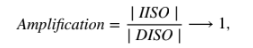 Amplification = | IISO | / | DISO | ⟶ 1,